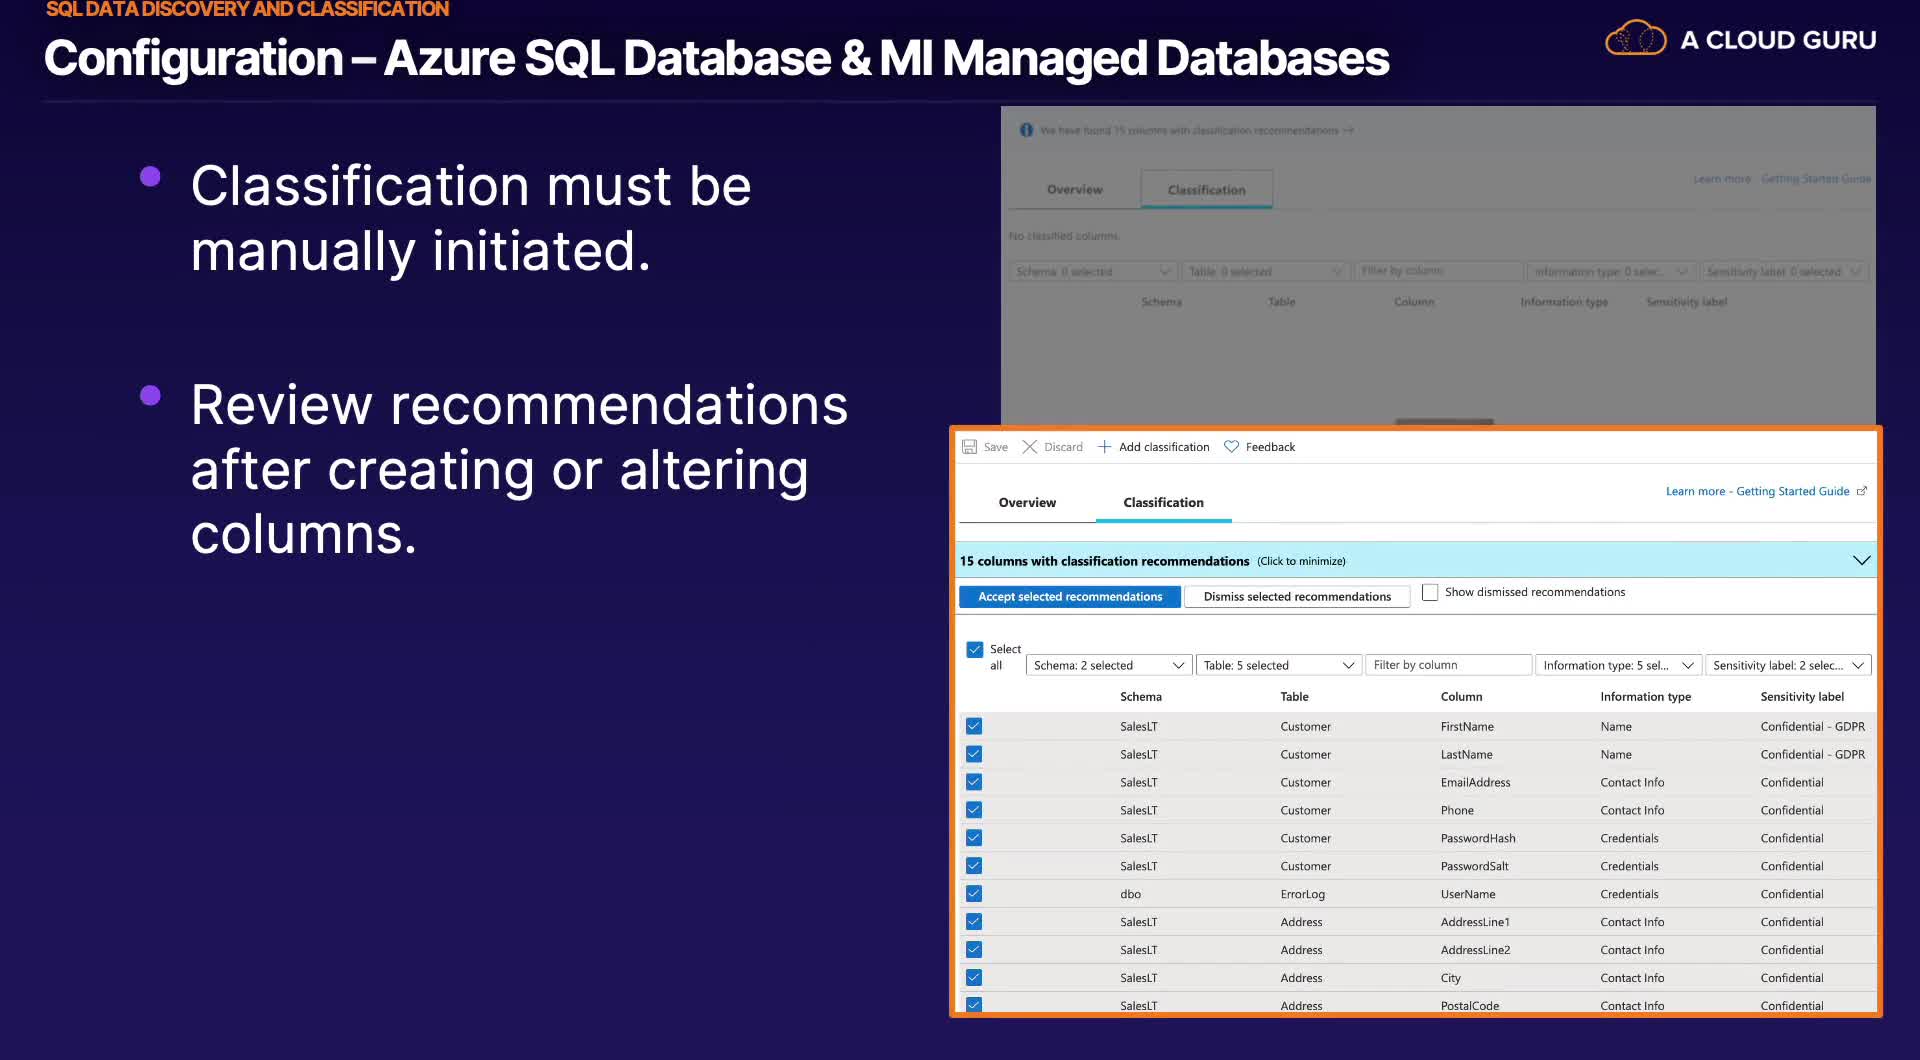 SQL DATA DISCOVERY AND CLASSIFICATION
Configuration – Azure SQL Database & MI Managed Databases
A CLOUD GURU
Classification must be
manually initiated.
Review recommendations
after creating or altering
columns.
We have found 15 columns with classification recommendations →
Overview Classification
Learn more - Getting Started Guide
No classified columns.
Schema: 0 selected Table: 0 selected Filter by column Information type: 0 selec... Sensitivity label: 0 selected
Schema Table Column Information type Sensitivity label
Save Discard Add classification Feedback
Overview Classification
Learn more - Getting Started Guide
15 columns with classification recommendations (Click to minimize)
Accept selected recommendations Dismiss selected recommendations Show dismissed recommendations
Select
all
Schema: 2 selected Table: 5 selected Filter by column Information type: 5 sel... Sensitivity label: 2 selec...
Schema Table Column Information type Sensitivity label
SalesLT Customer FirstName Name Confidential - GDPR
SalesLT Customer LastName Name Confidential - GDPR
SalesLT Customer EmailAddress Contact Info Confidential
SalesLT Customer Phone Contact Info Confidential
SalesLT Customer PasswordHash Credentials Confidential
SalesLT Customer PasswordSalt Credentials Confidential
dbo ErrorLog UserName Credentials Confidential
SalesLT Address AddressLine1 Contact Info Confidential
SalesLT Address AddressLine2 Contact Info Confidential
SalesLT Address City Contact Info Confidential
SalesLT Address PostalCode Contact Info Confidential